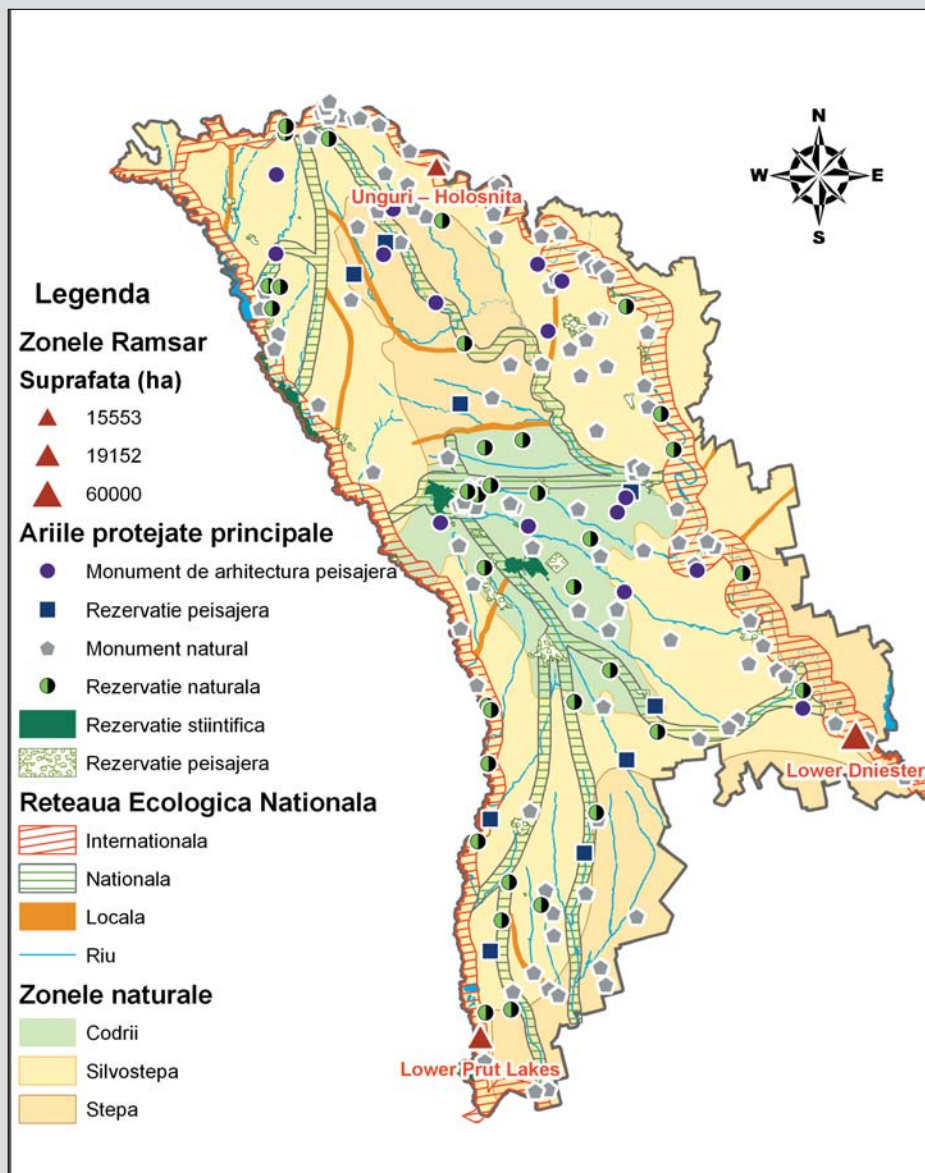 N
W E
S
Unguri – Holosnita
Legenda
Zonele Ramsar
Suprafata (ha)
15553
19152
60000
Ariile protejate principale
Monument de arhitectura peisajera
Rezervatie peisajera
Monument natural
Rezervatie naturala
Rezervatie stiintifica
Rezervatie peisajera
Reteaua Ecologica Nationala
Internationala
Nationala
Locala
Riu
Zonele naturale
Codrii
Silvostepa
Stepa
Lower Dniester
Lower Prut Lakes